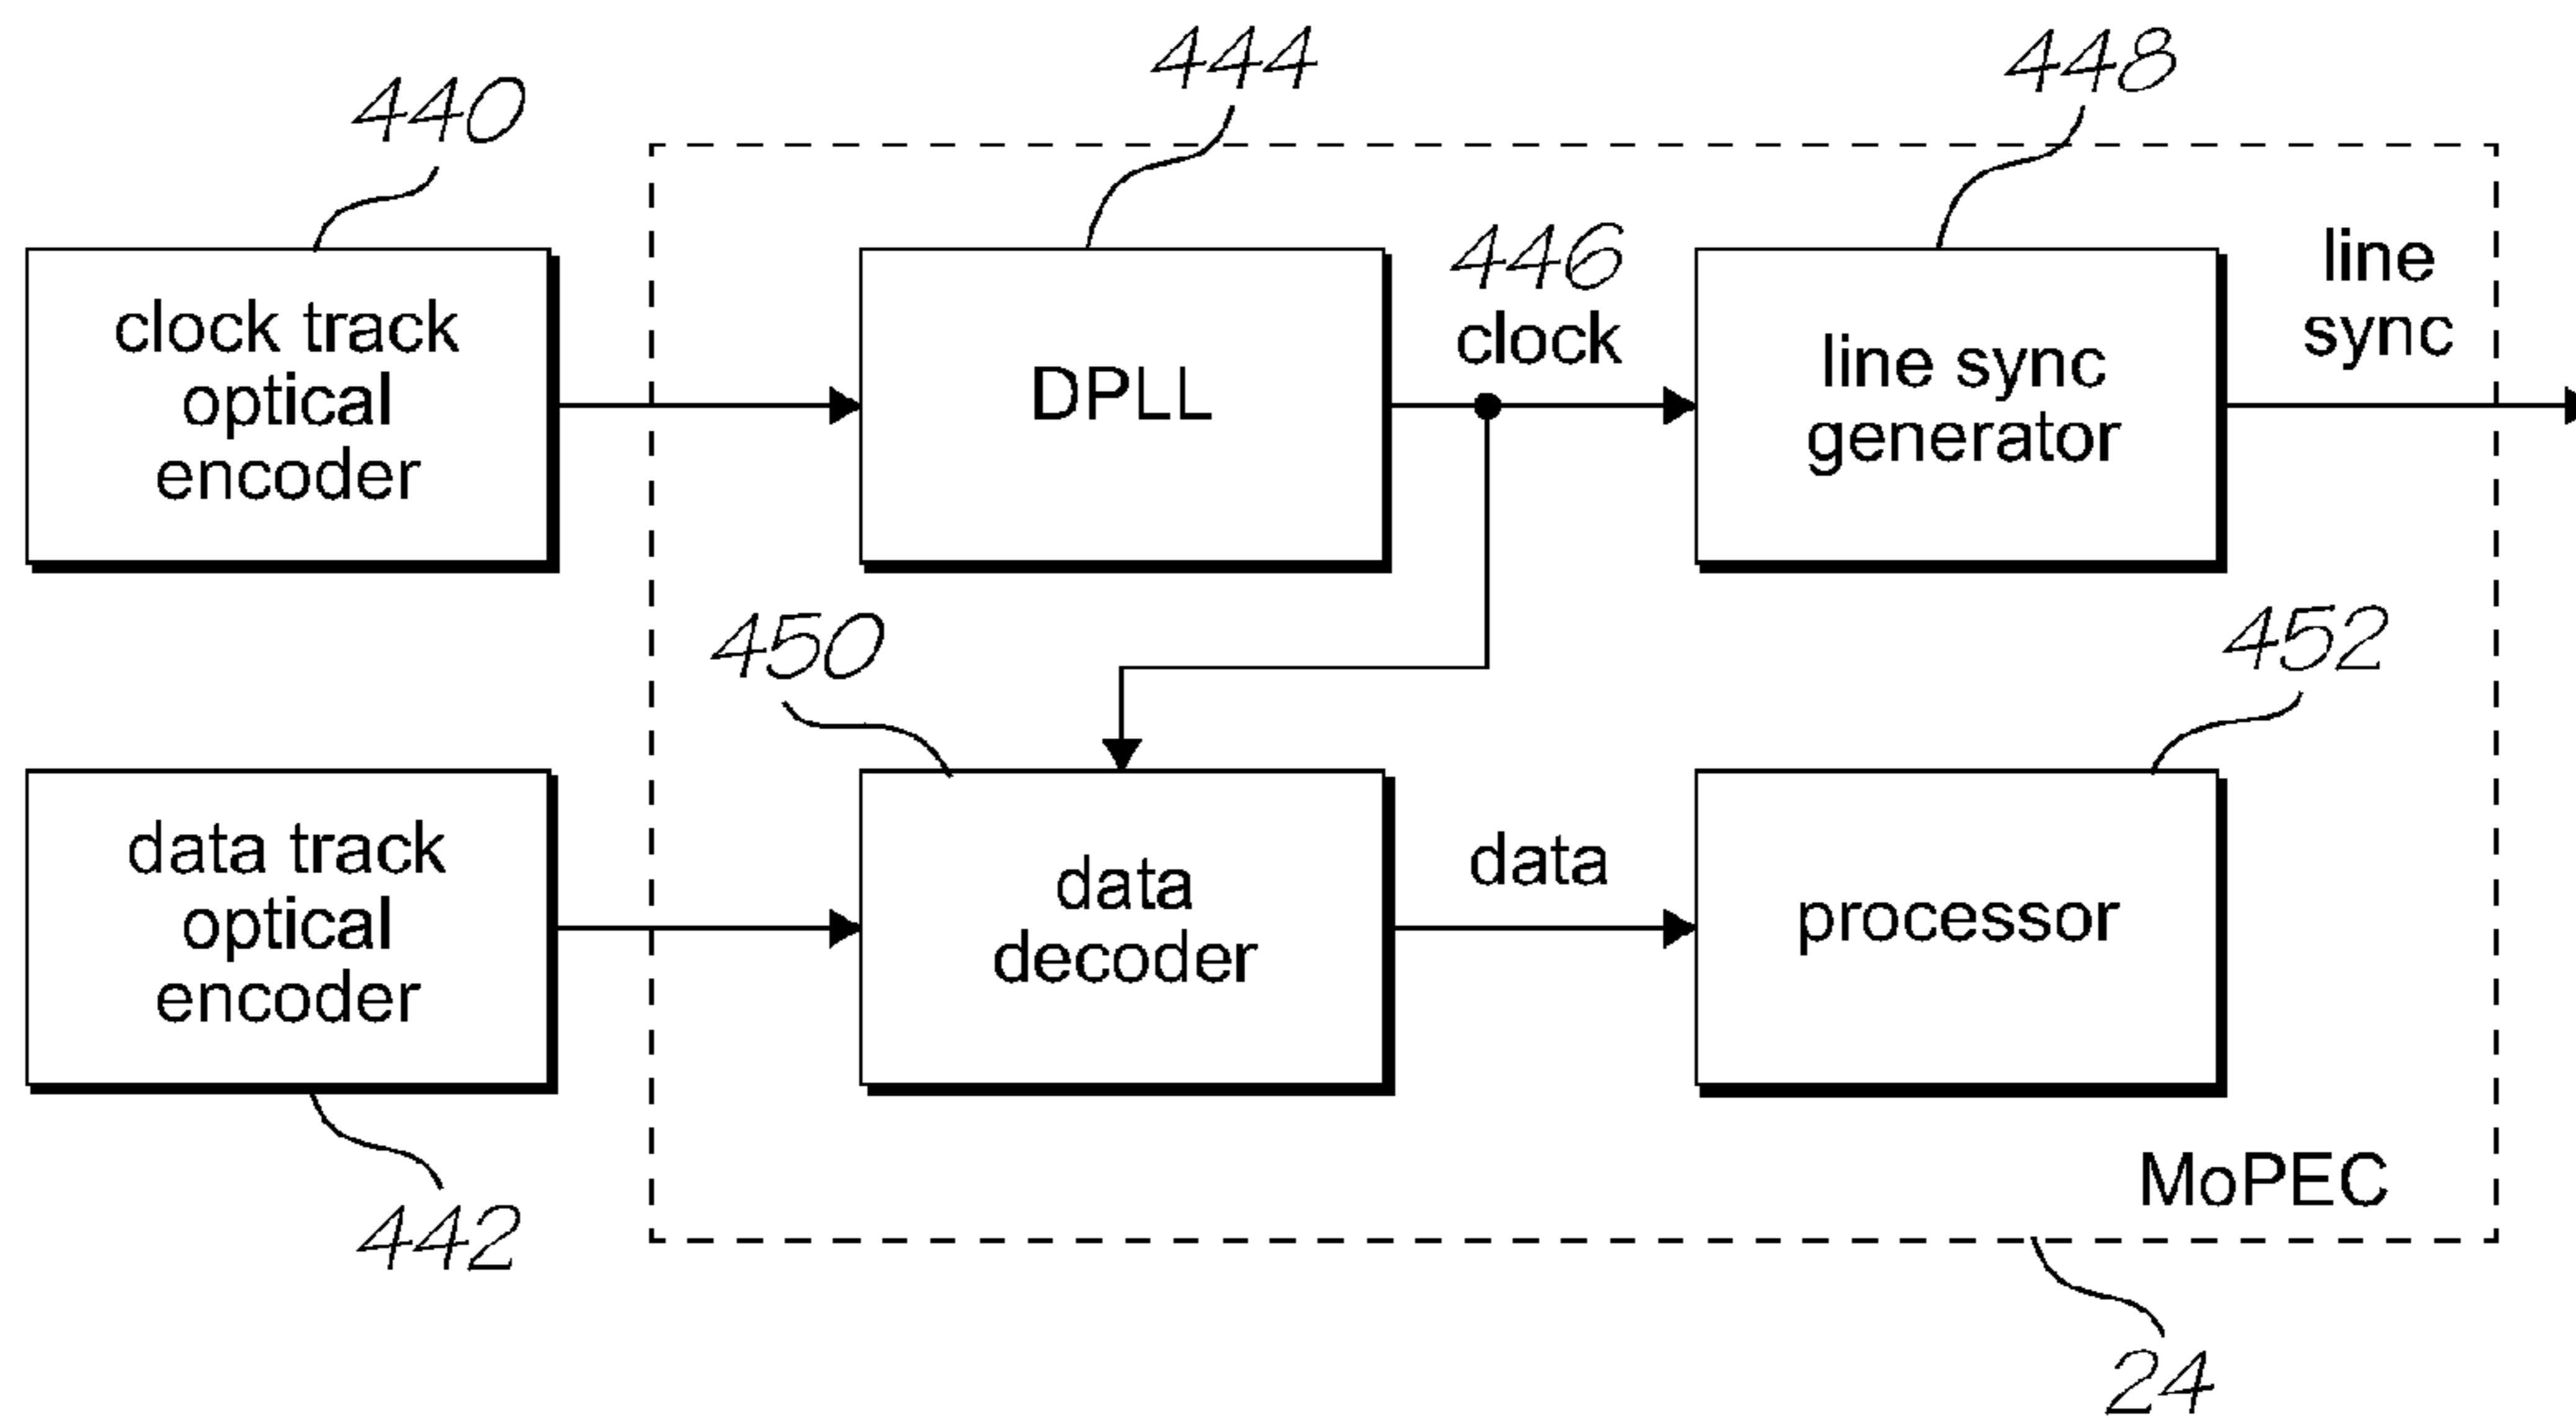 440
444
448
clock track
optical
encoder
DPLL
446
clock
line sync
generator
line
sync
450
452
data track
optical
encoder
data
decoder
data
processor
MoPEC
442
24